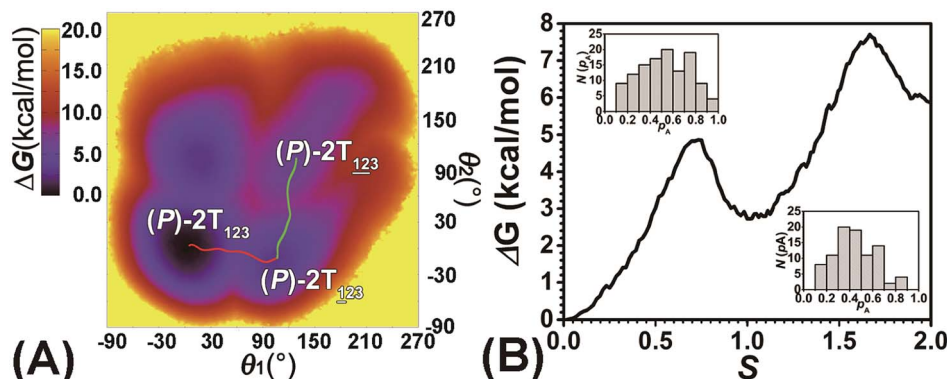 20.0
15.0
10.0
5.0
0.0
ΔG(kcal/mol)
(P)-2T123
(P)-2T123
(P)-2T123
270
210
150
90
30
-30
-90
θ2(°)
-90 -30 30 90 150 210 270
θ1(°)
(A)
8
7
6
5
4
3
2
1
0
ΔG (kcal/mol)
0.0 0.5 1.0 1.5 2.0
S
(B)
25
20
15
10
5
0
N (pA)
0.0 0.2 0.4 0.6 0.8 1.0
pA
25
20
15
10
5
0
N (pA)
0.0 0.2 0.4 0.6 0.8 1.0
pA